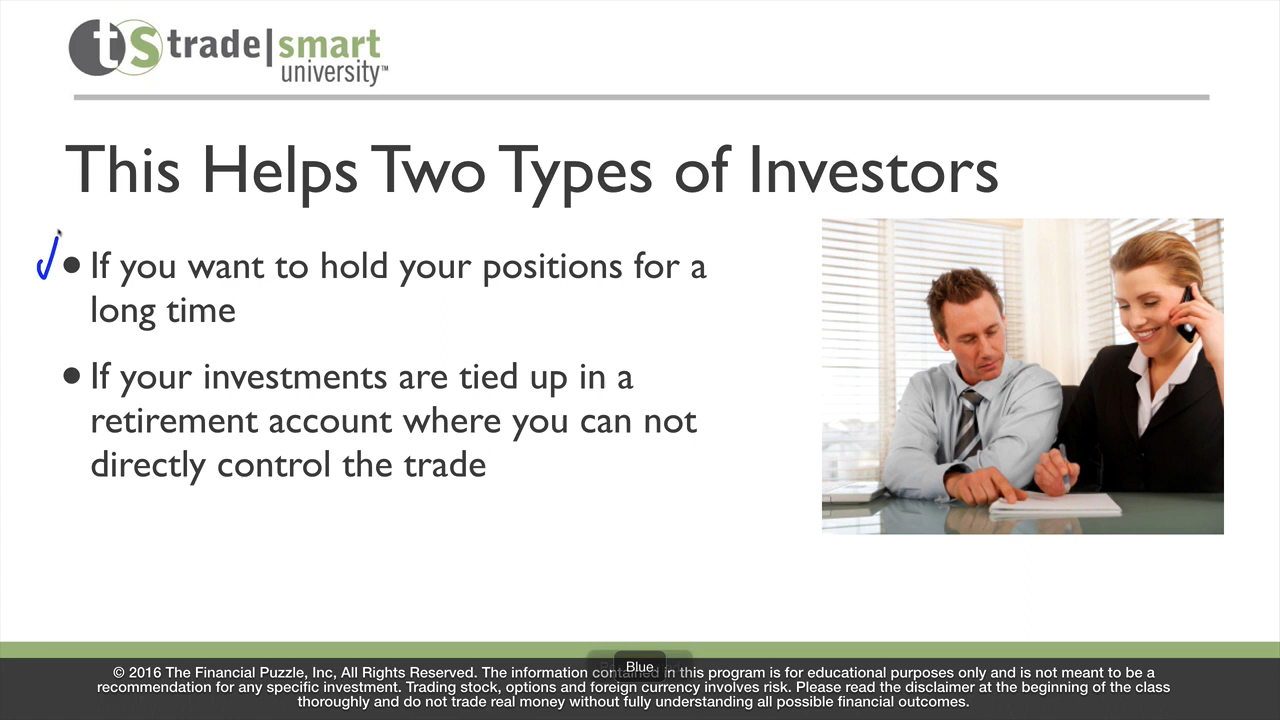 ts trade|smart
university™
This Helps Two Types of Investors
• If you want to hold your positions for a
long time
• If your investments are tied up in a
retirement account where you can not
directly control the trade
Blue
© 2016 The Financial Puzzle, Inc, All Rights Reserved. The information contained in this program is for educational purposes only and is not meant to be a
recommendation for any specific investment. Trading stock, options and foreign currency involves risk. Please read the disclaimer at the beginning of the class
thoroughly and do not trade real money without fully understanding all possible financial outcomes.